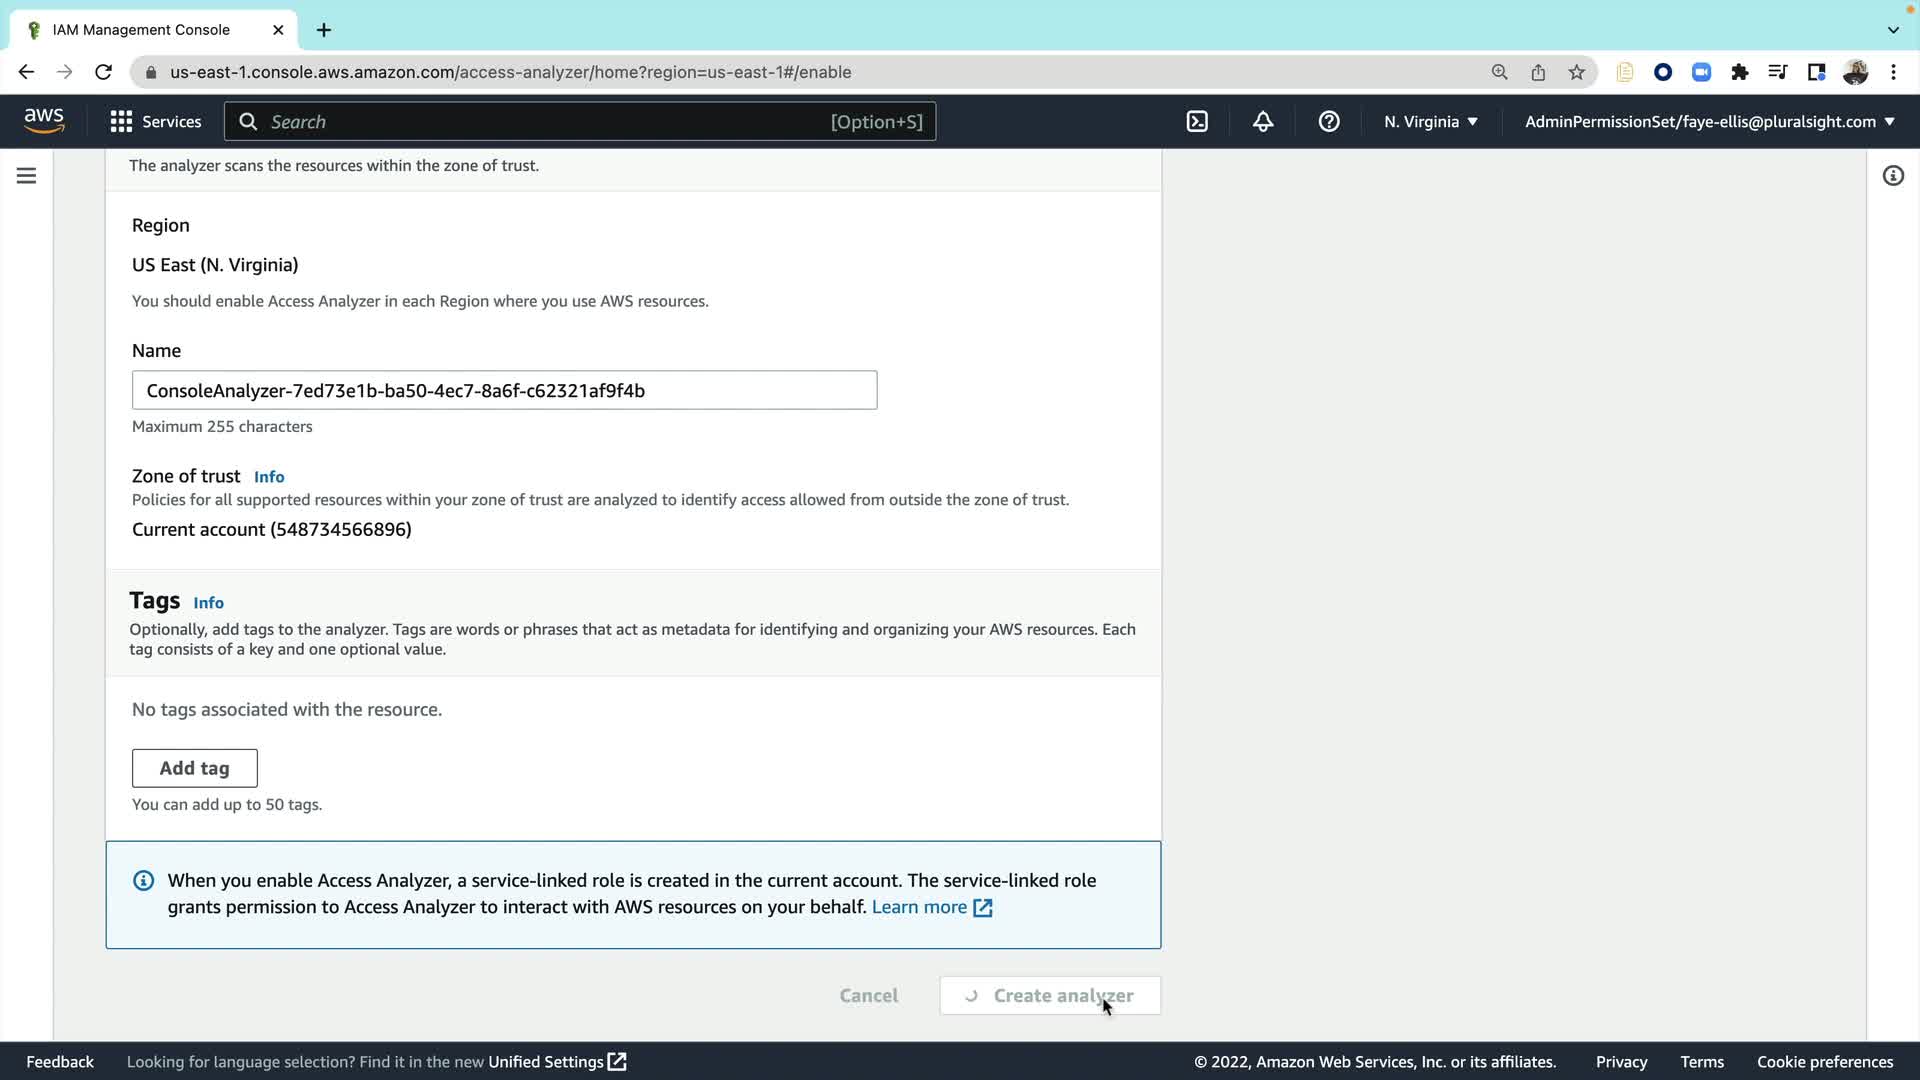 IAM Management Console
us-east-1.console.aws.amazon.com/access-analyzer/home?region=us-east-1#/enable
aws
Services
Search
[Option+S]
N. Virginia
AdminPermissionSet/faye-ellis@pluralsight.com
The analyzer scans the resources within the zone of trust.
Region
US East (N. Virginia)
You should enable Access Analyzer in each Region where you use AWS resources.
Name
ConsoleAnalyzer-7ed73e1b-ba50-4ec7-8a6f-c62321af9f4b
Maximum 255 characters
Zone of trust Info
Policies for all supported resources within your zone of trust are analyzed to identify access allowed from outside the zone of trust.
Current account (548734566896)
Tags Info
Optionally, add tags to the analyzer. Tags are words or phrases that act as metadata for identifying and organizing your AWS resources. Each
tag consists of a key and one optional value.
No tags associated with the resource.
Add tag
You can add up to 50 tags.
When you enable Access Analyzer, a service-linked role is created in the current account. The service-linked role
grants permission to Access Analyzer to interact with AWS resources on your behalf. Learn more
Cancel
Create analyzer
Feedback
Looking for language selection? Find it in the new Unified Settings
© 2022, Amazon Web Services, Inc. or its affiliates.
Privacy
Terms
Cookie preferences